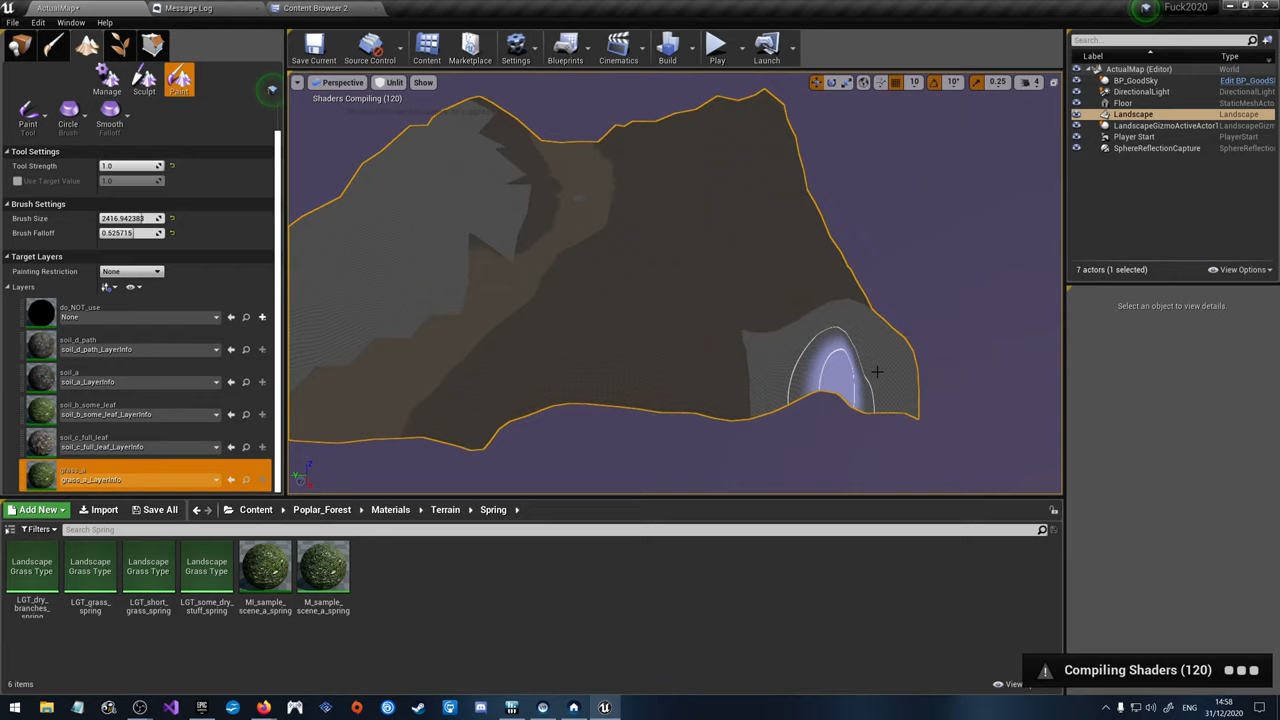 ActualMap*
Message Log
Content Browser 2
Fuck2020
File
Edit
Window
Help
Save Current
Source Control
Content
Marketplace
Settings
Blueprints
Cinematics
Build
Play
Launch
Manage
Sculpt
Paint
Paint
Tool
Circle
Brush
Smooth
Falloff
Tool Settings
Tool Strength
1.0
Use Target Value
1.0
Brush Settings
Brush Size
2416.942383
Brush Falloff
0.525715
Target Layers
Painting Restriction
None
Layers
do_NOT_use
None
soil_d_path
soil_d_path_LayerInfo
soil_a
soil_a_LayerInfo
soil_b_some_leaf
soil_b_some_leaf_LayerInfo
soil_c_full_leaf
soil_c_full_leaf_LayerInfo
grass_a
grass_a_LayerInfo
Perspective
Unlit
Show
Shaders Compiling (120)
10
10°
0.25
4
Z
Y
Search...
Label
Type
ActualMap (Editor)
World
BP_GoodSky
Edit BP_GoodS
DirectionalLight
DirectionalLight
Floor
StaticMeshActo
Landscape
Landscape
LandscapeGizmoActiveActor1
LandscapeGiz
Player Start
PlayerStart
SphereReflectionCapture
SphereReflectio
7 actors (1 selected)
View Options
Select an object to view details.
Add New
Import
Save All
Content
Poplar_Forest
Materials
Terrain
Spring
Filters
Search Spring
Landscape
Grass Type
Landscape
Grass Type
Landscape
Grass Type
Landscape
Grass Type
LGT_dry_
branches_
spring
LGT_grass_
spring
LGT_short_
grass_spring
LGT_some_dry_
stuff_spring
MI_sample_
scene_a_spring
M_sample_
scene_a_spring
6 items
Compiling Shaders (120)
ENG
14:58
31/12/2020